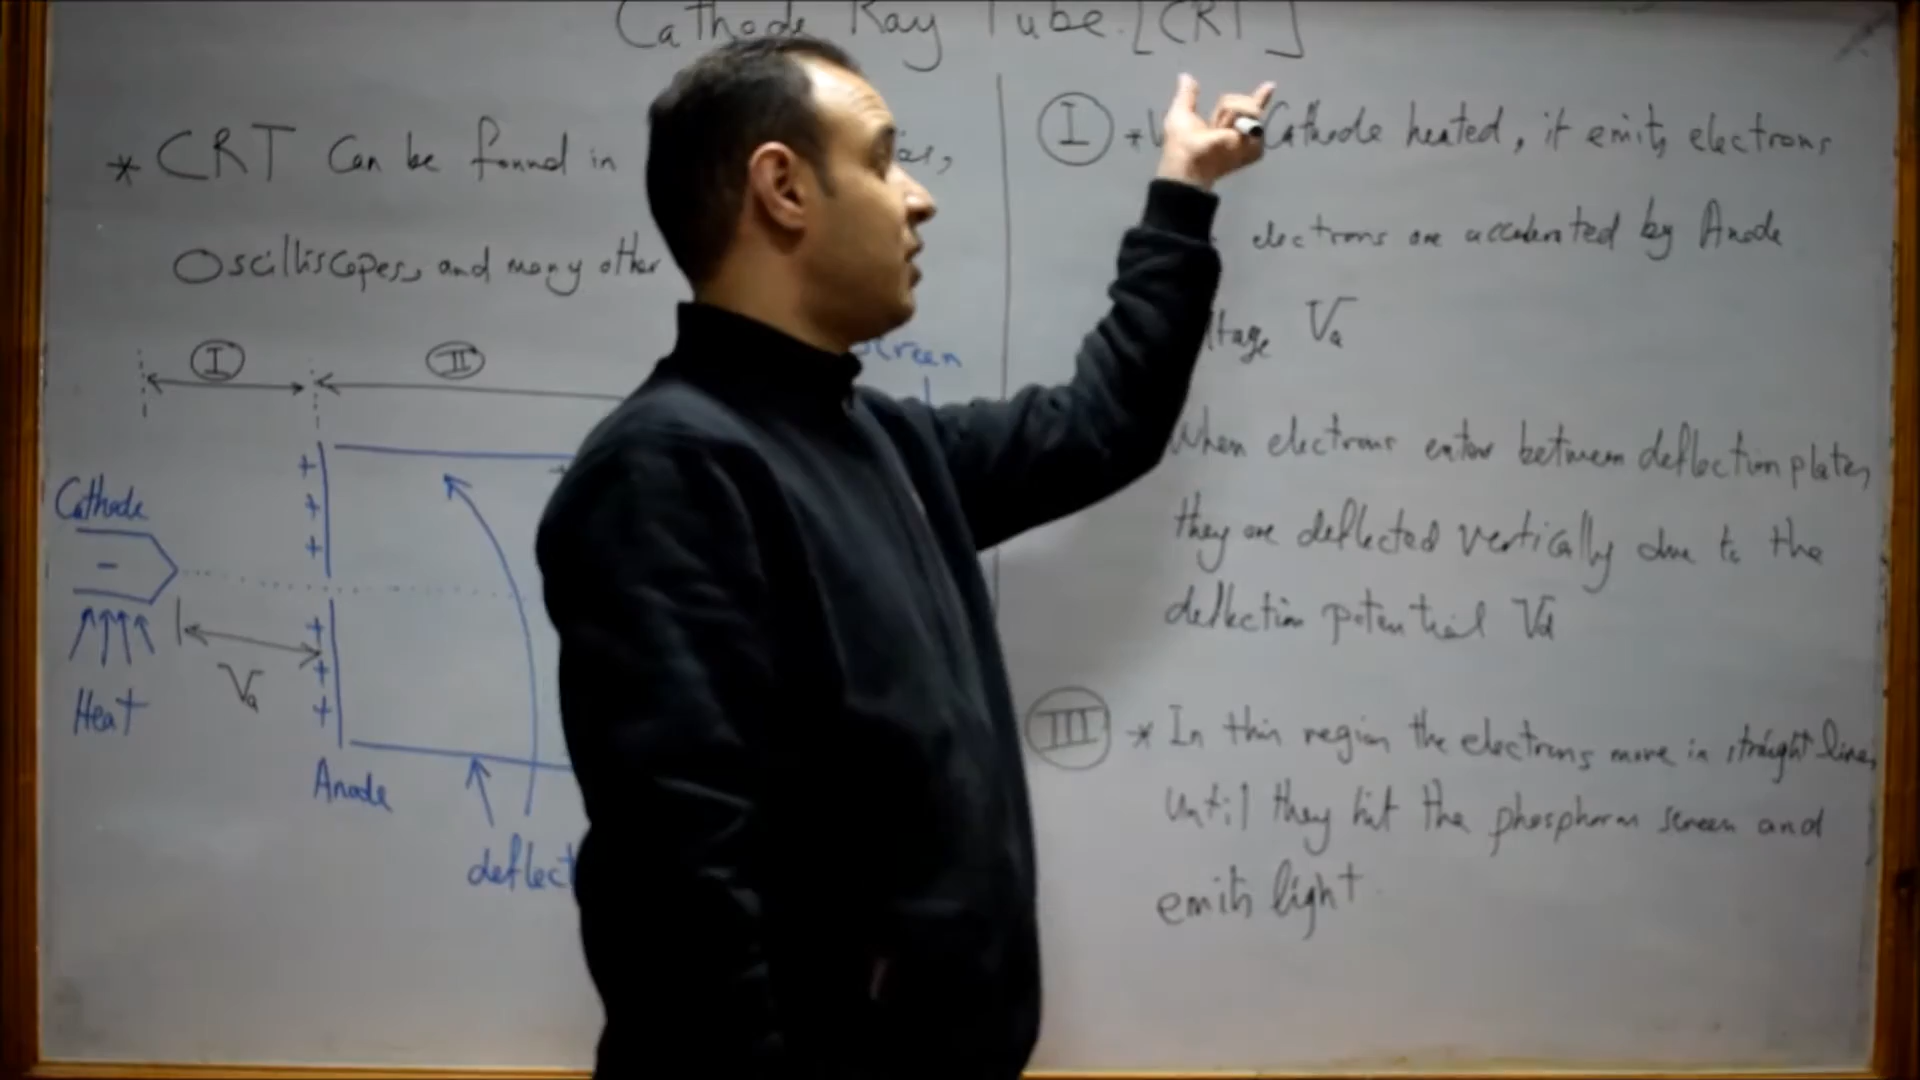 Cathode Ray Tube. [CRT]
* CRT Can be found in
Oscilliscopes, and many other
I
II
screen
Cathode
-
+
+
+
+
+
+
Va
Heat
Anode
deflect
I * Cathode heated, it emits electrons
electrons are accelerated by Anode
ltage Va
When electrons enter between deflection plates
they are deflected vertically due to the
deflection potential Vd
III * In this region the electrons move in straight lines
until they hit the phosphorus screen and
emits light.